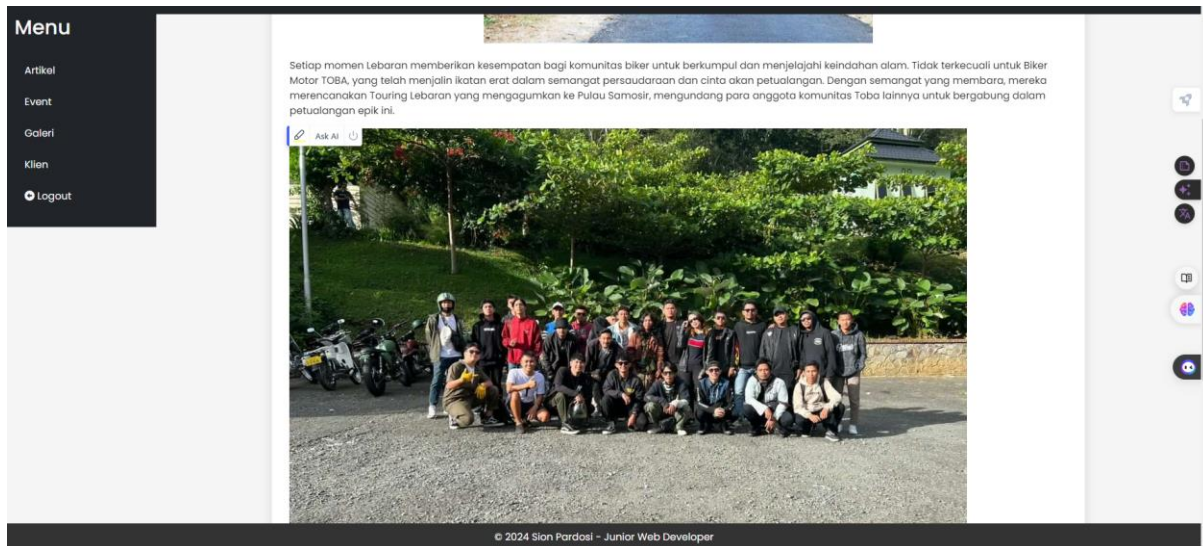 Menu
Artikel
Event
Galeri
Klien
Logout
Setiap momen Lebaran memberikan kesempatan bagi komunitas biker untuk berkumpul dan menjelajahi keindahan alam. Tidak terkecuali untuk Biker
Motor TOBA, yang telah menjalin ikatan erat dalam semangat persaudaraan dan cinta akan petualangan. Dengan semangat yang membara, mereka
merencanakan Touring Lebaran yang mengagumkan ke Pulau Samosir, mengundang para anggota komunitas Toba lainnya untuk bergabung dalam
petualangan epik ini.
Ask AI
© 2024 Sion Pardosi - Junior Web Developer